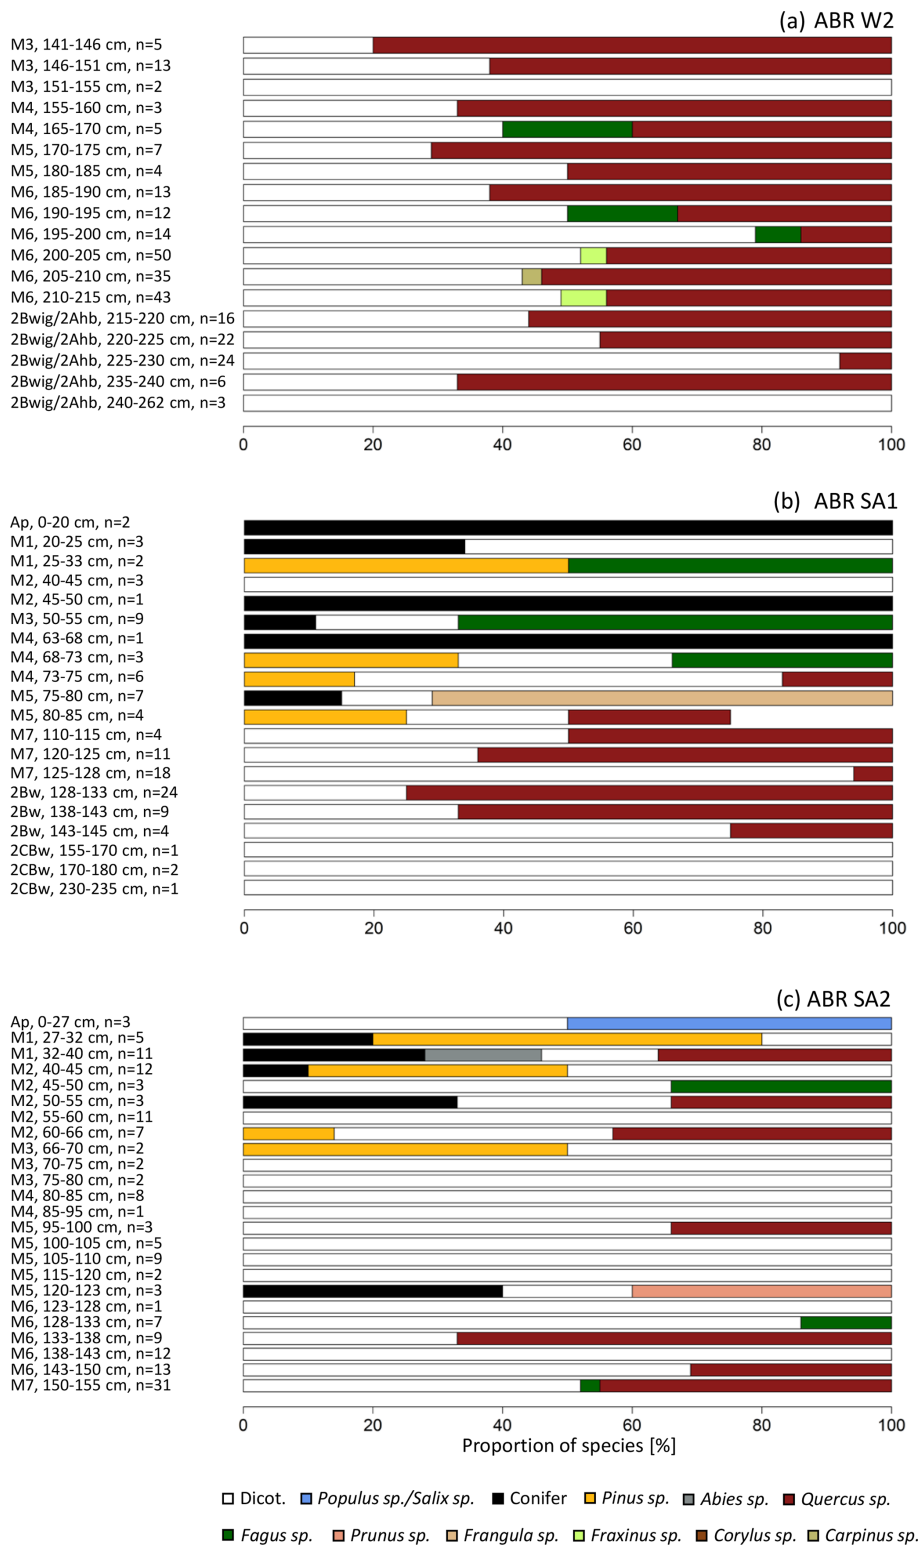 (a) ABR W2
M3, 141-146 cm, n=5
M3, 146-151 cm, n=13
M3, 151-155 cm, n=2
M4, 155-160 cm, n=3
M4, 165-170 cm, n=5
M5, 170-175 cm, n=7
M5, 180-185 cm, n=4
M6, 185-190 cm, n=13
M6, 190-195 cm, n=12
M6, 195-200 cm, n=14
M6, 200-205 cm, n=50
M6, 205-210 cm, n=35
M6, 210-215 cm, n=43
2Bwig/2Ahb, 215-220 cm, n=16
2Bwig/2Ahb, 220-225 cm, n=22
2Bwig/2Ahb, 225-230 cm, n=24
2Bwig/2Ahb, 235-240 cm, n=6
2Bwig/2Ahb, 240-262 cm, n=3
0 20 40 60 80 100
(b) ABR SA1
Ap, 0-20 cm, n=2
M1, 20-25 cm, n=3
M1, 25-33 cm, n=2
M2, 40-45 cm, n=3
M2, 45-50 cm, n=1
M3, 50-55 cm, n=9
M4, 63-68 cm, n=1
M4, 68-73 cm, n=3
M4, 73-75 cm, n=6
M5, 75-80 cm, n=7
M5, 80-85 cm, n=4
M7, 110-115 cm, n=4
M7, 120-125 cm, n=11
M7, 125-128 cm, n=18
2Bw, 128-133 cm, n=24
2Bw, 138-143 cm, n=9
2Bw, 143-145 cm, n=4
2CBw, 155-170 cm, n=1
2CBw, 170-180 cm, n=2
2CBw, 230-235 cm, n=1
0 20 40 60 80 100
(c) ABR SA2
Ap, 0-27 cm, n=3
M1, 27-32 cm, n=5
M1, 32-40 cm, n=11
M2, 40-45 cm, n=12
M2, 45-50 cm, n=3
M2, 50-55 cm, n=3
M2, 55-60 cm, n=11
M2, 60-66 cm, n=7
M3, 66-70 cm, n=2
M3, 70-75 cm, n=2
M3, 75-80 cm, n=2
M4, 80-85 cm, n=8
M4, 85-95 cm, n=1
M5, 95-100 cm, n=3
M5, 100-105 cm, n=5
M5, 105-110 cm, n=9
M5, 115-120 cm, n=2
M5, 120-123 cm, n=3
M6, 123-128 cm, n=1
M6, 128-133 cm, n=7
M6, 133-138 cm, n=9
M6, 138-143 cm, n=12
M6, 143-150 cm, n=13
M7, 150-155 cm, n=31
0 20 40 60 80 100
Proportion of species [%]
Dicot. Populus sp./Salix sp. Conifer Pinus sp. Abies sp. Quercus sp.
Fagus sp. Prunus sp. Frangula sp. Fraxinus sp. Corylus sp. Carpinus sp.